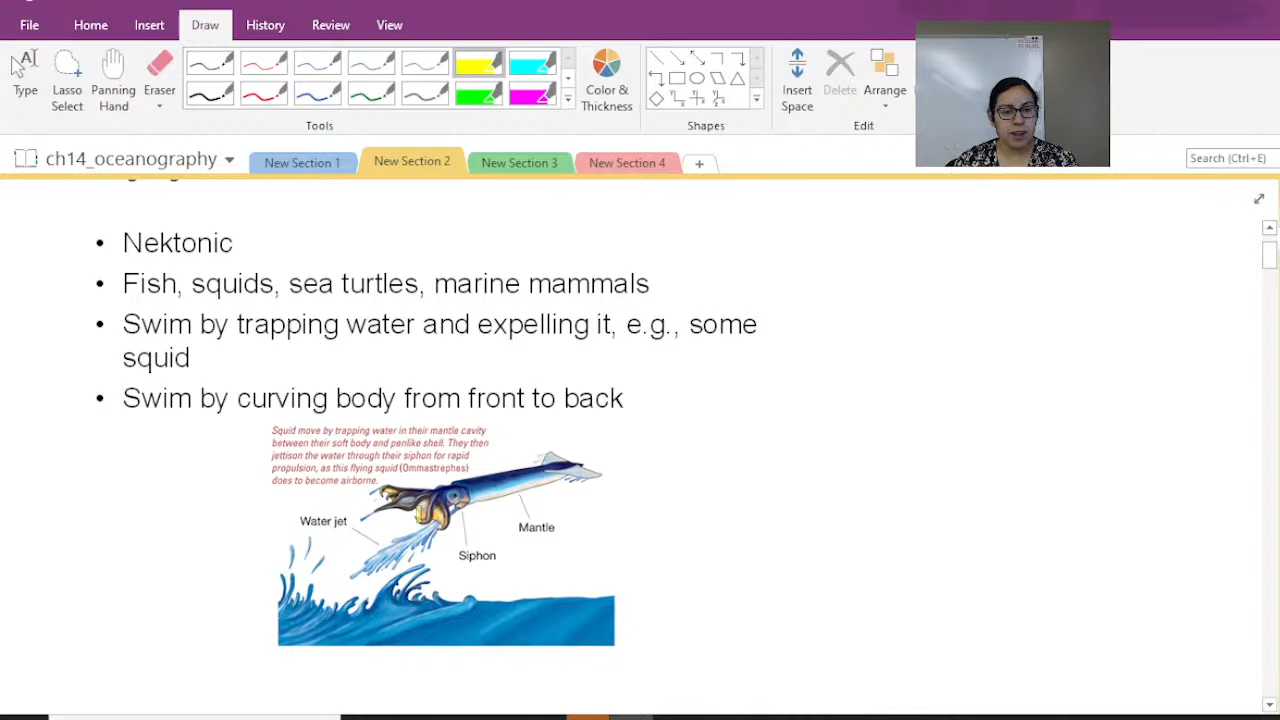 File Home Insert Draw History Review View
Type Lasso Select Panning Hand Eraser Color & Thickness Insert Space Delete Arrange
Tools Shapes Edit
ch14_oceanography New Section 1 New Section 2 New Section 3 New Section 4 + Search (Ctrl+E)
• Nektonic
• Fish, squids, sea turtles, marine mammals
• Swim by trapping water and expelling it, e.g., some
squid
• Swim by curving body from front to back
Squid move by trapping water in their mantle cavity
between their soft body and penlike shell. They then
jettison the water through their siphon for rapid
propulsion, as this flying squid (Ommastrephes)
does to become airborne.
Water jet
Mantle
Siphon